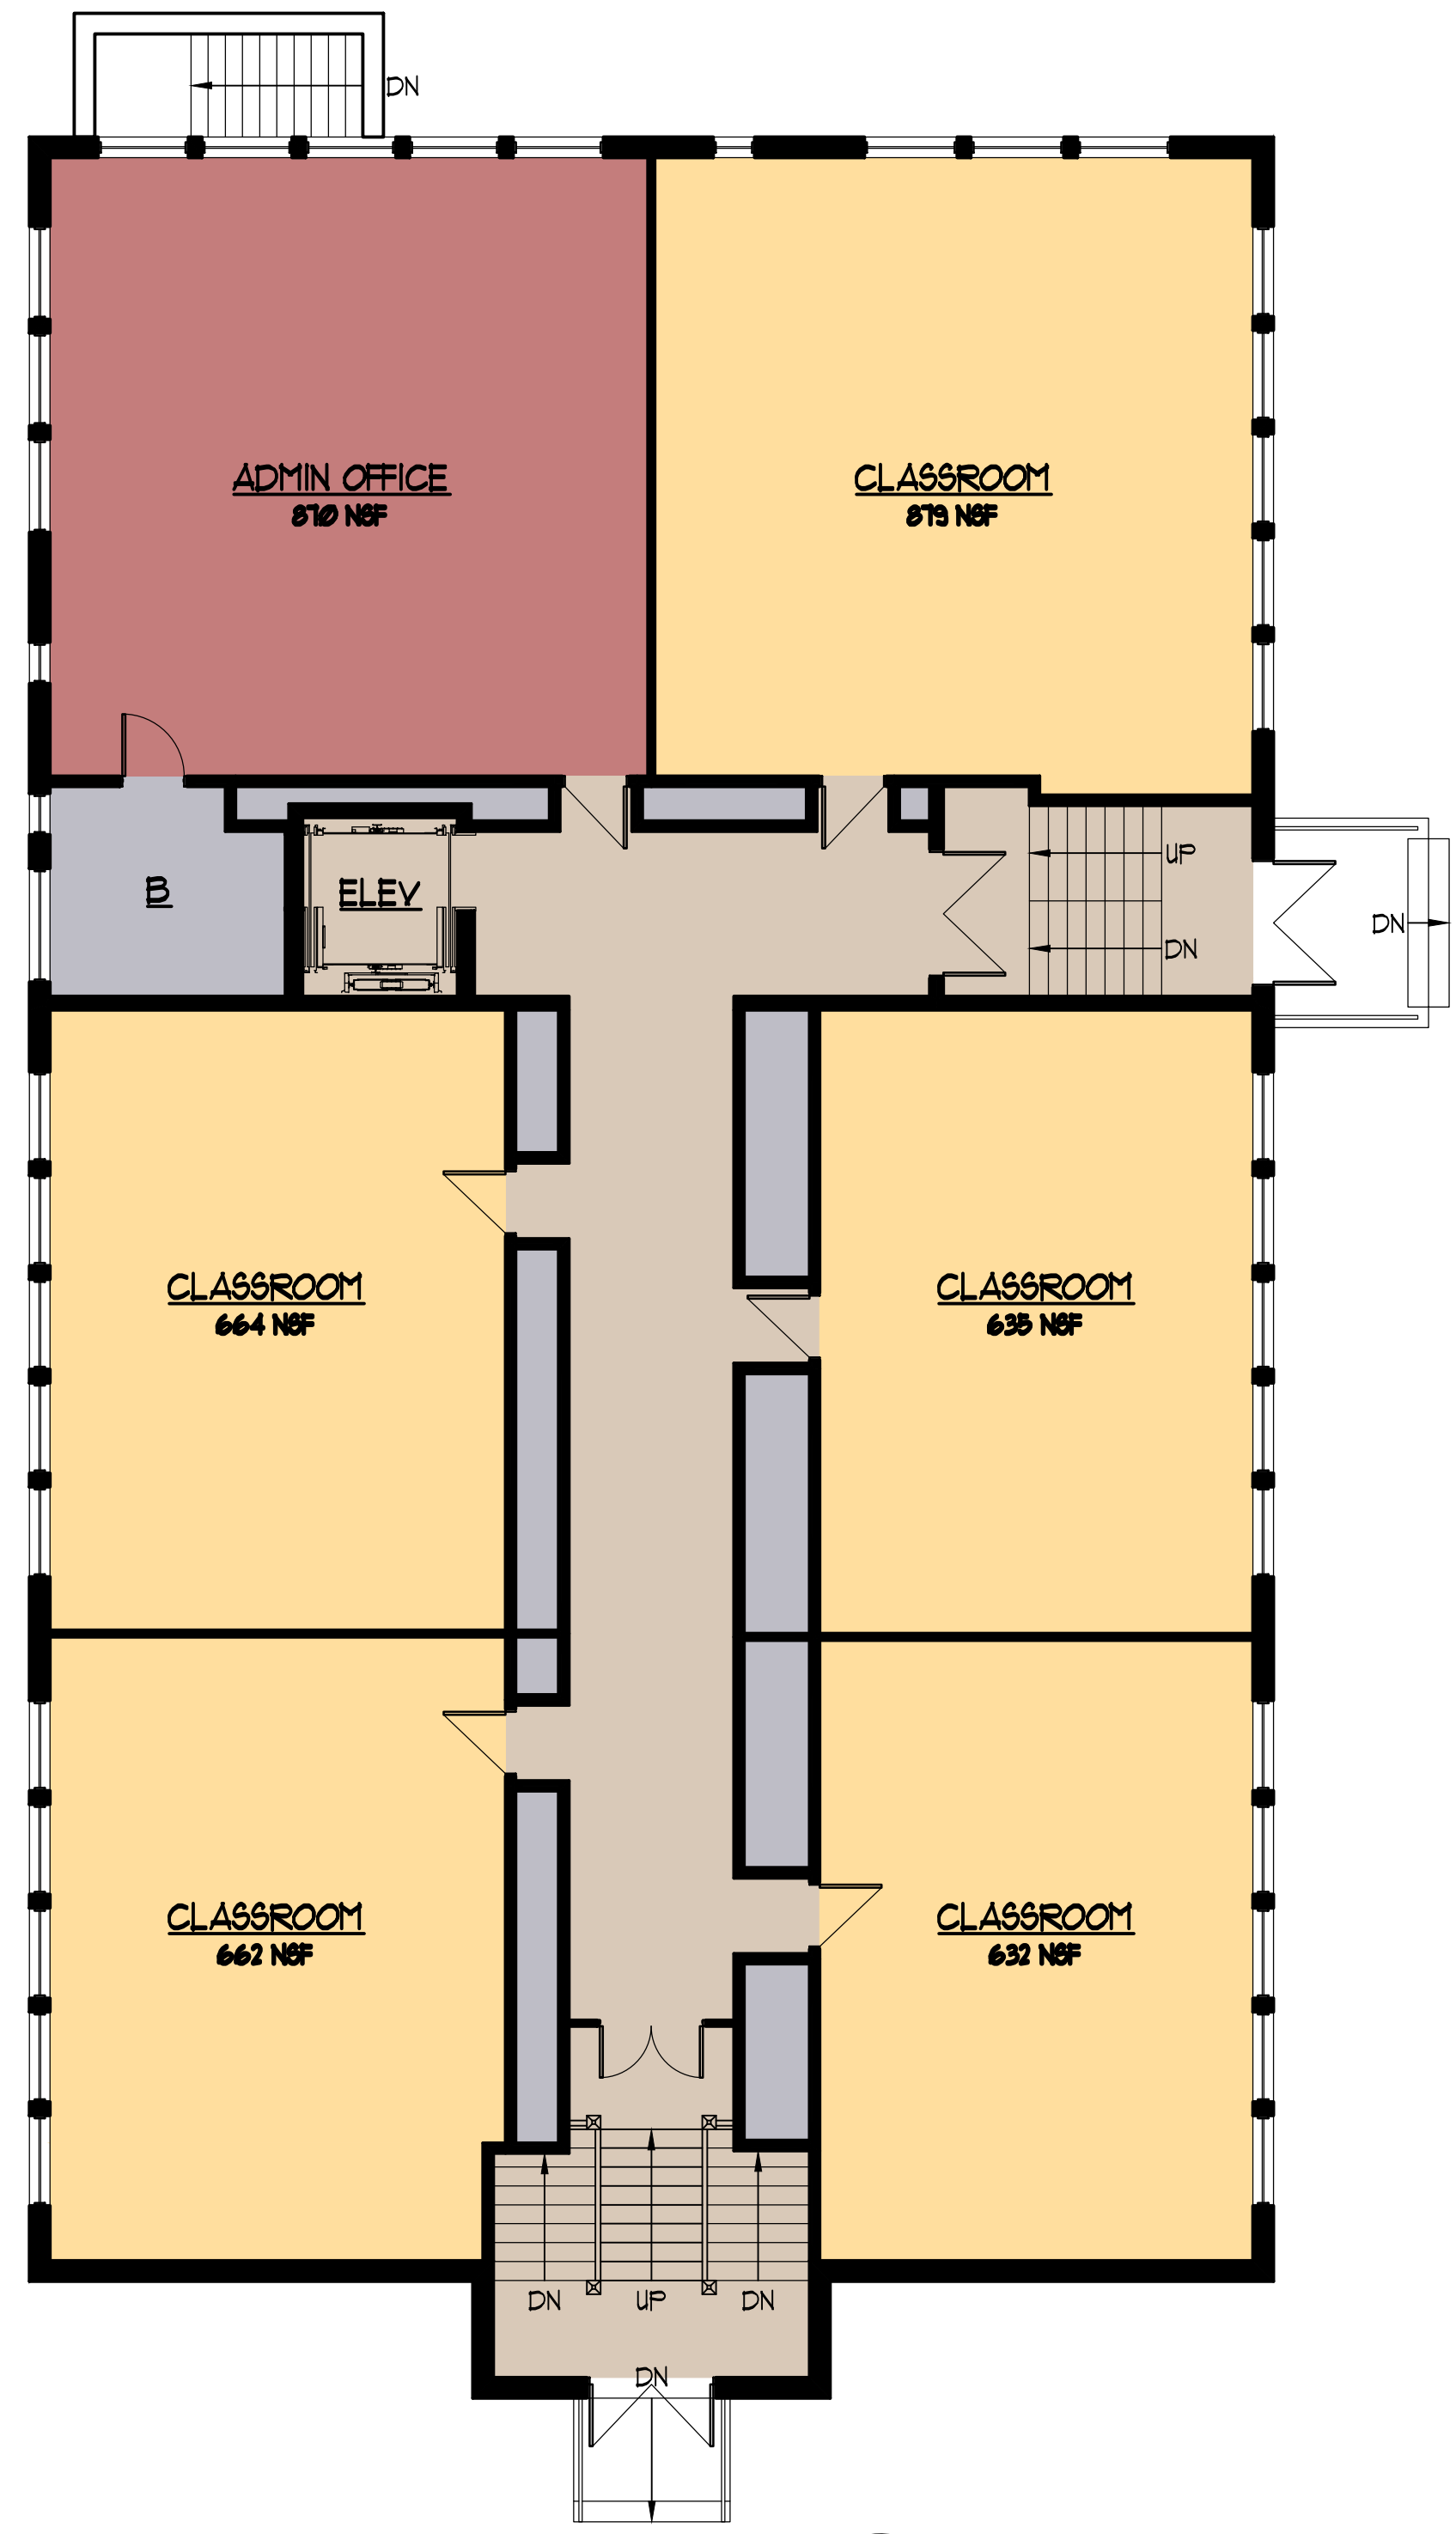 DN
ADMIN OFFICE
870 NSF
CLASSROOM
879 NSF
UP
B
ELEV
DN
DN
CLASSROOM
664 NSF
CLASSROOM
635 NSF
CLASSROOM
662 NSF
CLASSROOM
632 NSF
DN
UP
DN
DN